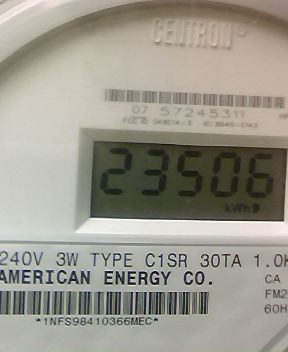 CENTRON®
07 57245311
23506
kWh
240V 3W TYPE C1SR 30TA 1.0K
AMERICAN ENERGY CO.
CA
FM2
60H
*1NFS98410366MEC*